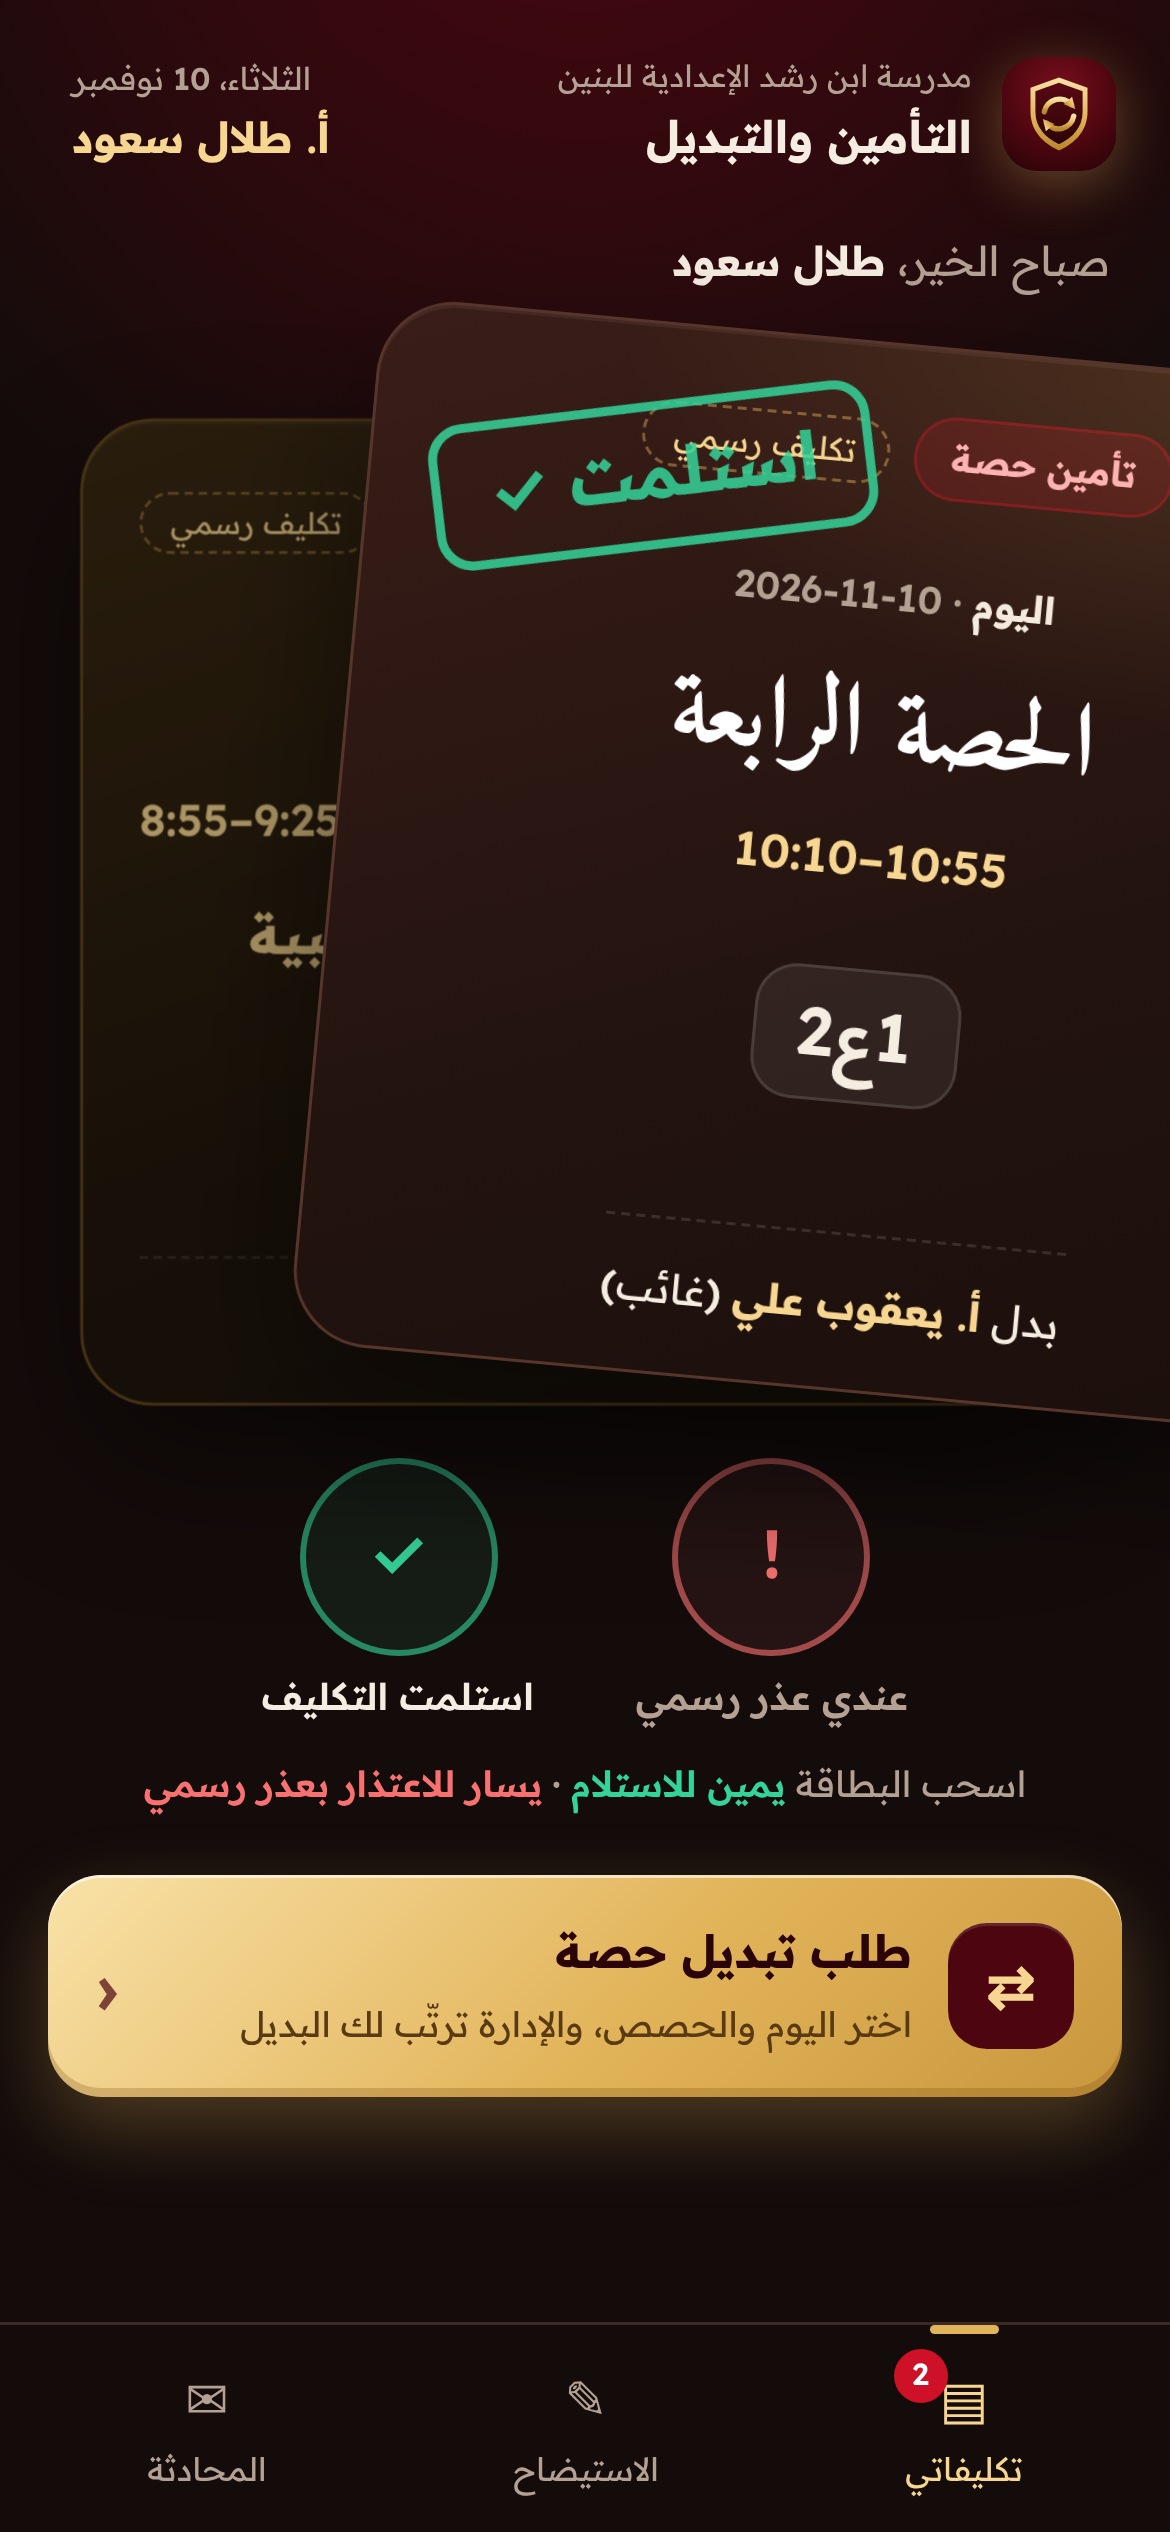 مدرسة ابن رشد الإعدادية للبنين
التأمين والتبديل
الثلاثاء، 10 نوفمبر
أ. طلال سعود
صباح الخير، طلال سعود
تأمين حصة
تكليف رسمي
استلمت ✓
اليوم · 2026-11-10
الحصة الرابعة
10:10–10:55
1ع2
بدل أ. يعقوب علي (غائب)
تكليف رسمي
8:55–9:25
!
✓
عندي عذر رسمي
استلمت التكليف
اسحب البطاقة يمين للاستلام · يسار للاعتذار بعذر رسمي
طلب تبديل حصة
اختر اليوم والحصص، والإدارة ترتّب لك البديل
2
تكليفاتي
الاستيضاح
المحادثة